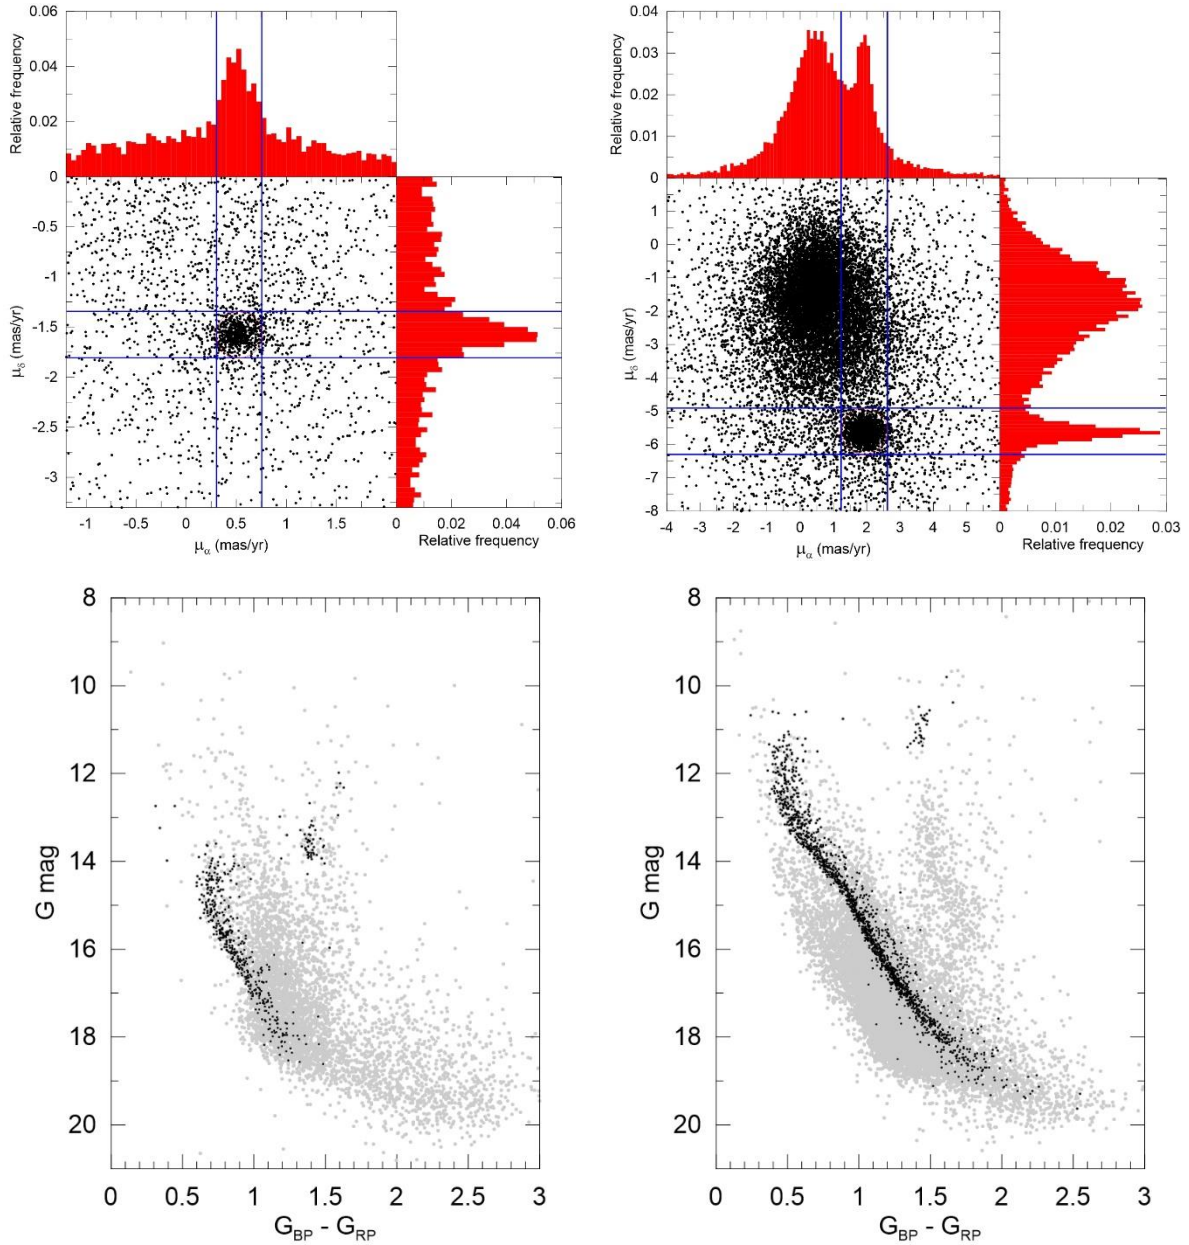 0.06
0.04
0.02
0
Relative frequency
-0.5
-1
-1.5
-2
-2.5
-3
μδ (mas/yr)
-1 -0.5 0 0.5 1 1.5
μα (mas/yr)
0 0.02 0.04 0.06
Relative frequency
0.04
0.03
0.02
0.01
0
Relative frequency
1
0
-1
-2
-3
-4
-5
-6
-7
-8
μδ (mas/yr)
-4 -3 -2 -1 0 1 2 3 4 5
μα (mas/yr)
0 0.01 0.02 0.03
Relative frequency
8
10
12
14
16
18
20
G mag
0 0.5 1 1.5 2 2.5 3
GBP - GRP
8
10
12
14
16
18
20
G mag
0 0.5 1 1.5 2 2.5 3
GBP - GRP